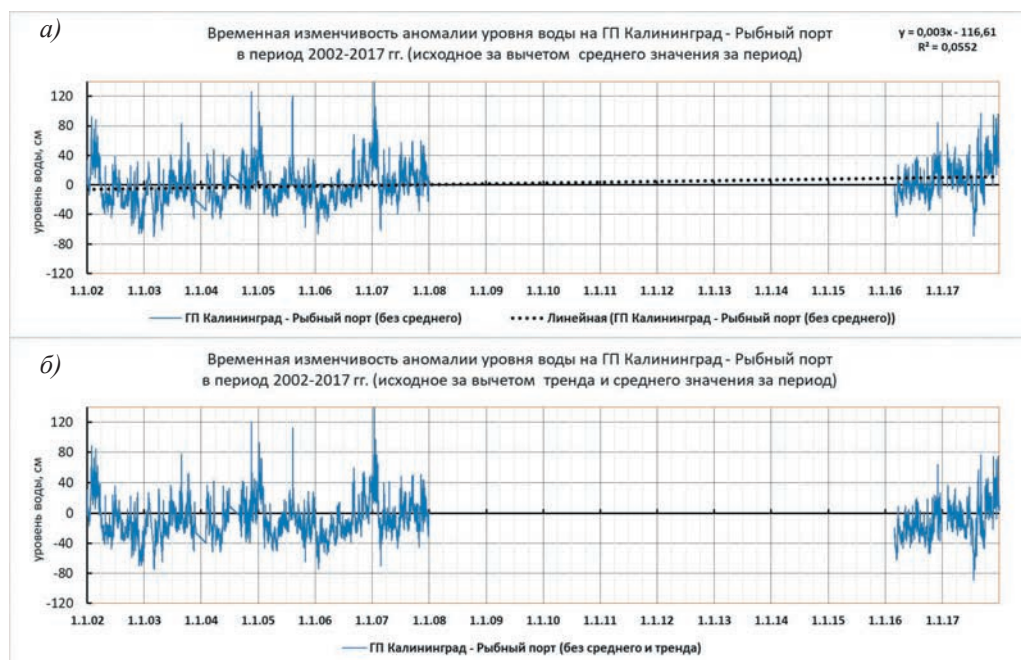 а)
Временная изменчивость аномалии уровня воды на ГП Калининград - Рыбный порт
в период 2002-2017 гг. (исходное за вычетом среднего значения за период)
y = 0,003x - 116,61
R² = 0,0552
уровень воды, см
120
80
40
0
-40
-80
-120
1.1.02 1.1.03 1.1.04 1.1.05 1.1.06 1.1.07 1.1.08 1.1.09 1.1.10 1.1.11 1.1.12 1.1.13 1.1.14 1.1.15 1.1.16 1.1.17
ГП Калининград - Рыбный порт (без среднего) Линейная (ГП Калининград - Рыбный порт (без среднего))
б)
Временная изменчивость аномалии уровня воды на ГП Калининград - Рыбный порт
в период 2002-2017 гг. (исходное за вычетом тренда и среднего значения за период)
уровень воды, см
120
80
40
0
-40
-80
-120
1.1.02 1.1.03 1.1.04 1.1.05 1.1.06 1.1.07 1.1.08 1.1.09 1.1.10 1.1.11 1.1.12 1.1.13 1.1.14 1.1.15 1.1.16 1.1.17
ГП Калининград - Рыбный порт (без среднего и тренда)